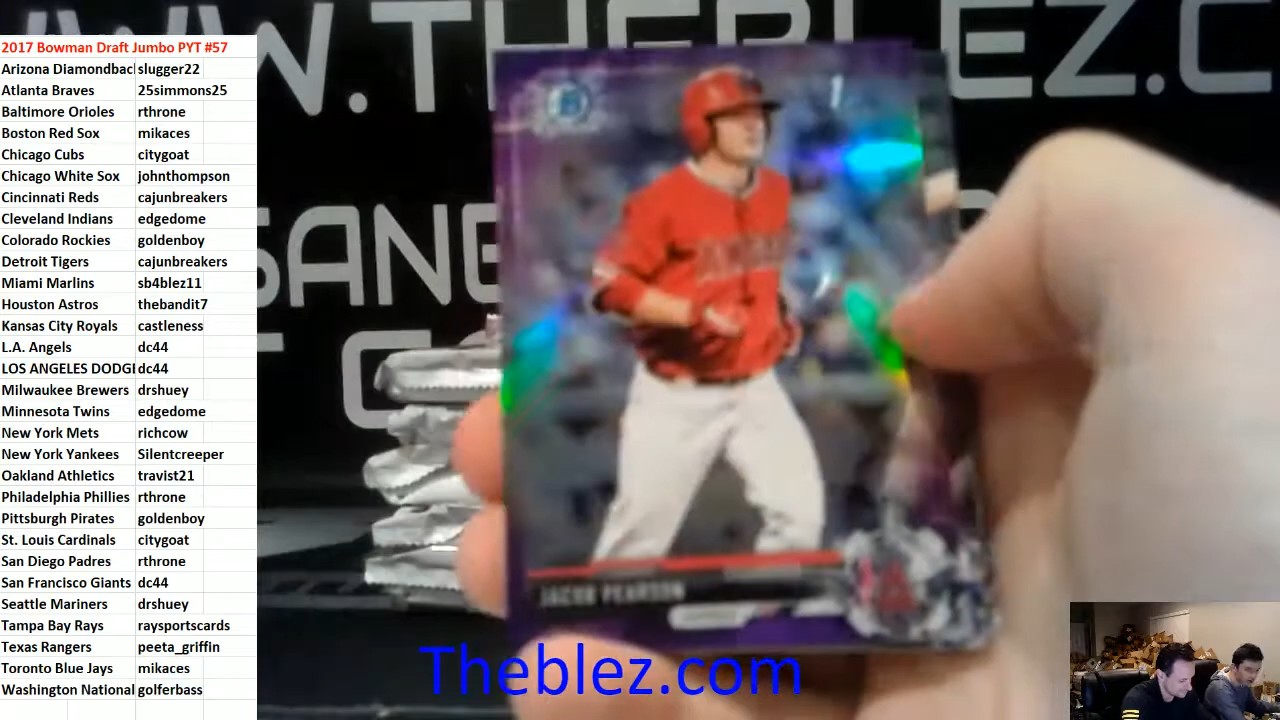 WWW.THEBLEZ.C
2017 Bowman Draft Jumbo PYT #57
Arizona Diamondbac slugger22
Atlanta Braves 25simmons25
Baltimore Orioles rthrone
Boston Red Sox mikaces
Chicago Cubs citygoat
Chicago White Sox johnthompson
Cincinnati Reds cajunbreakers
Cleveland Indians edgedome
Colorado Rockies goldenboy
Detroit Tigers cajunbreakers
Miami Marlins sb4blez11
Houston Astros thebandit7
Kansas City Royals castleness
L.A. Angels dc44
LOS ANGELES DODGI dc44
Milwaukee Brewers drshuey
Minnesota Twins edgedome
New York Mets richcow
New York Yankees Silentcreeper
Oakland Athletics travist21
Philadelphia Phillies rthrone
Pittsburgh Pirates goldenboy
St. Louis Cardinals citygoat
San Diego Padres rthrone
San Francisco Giants dc44
Seattle Mariners drshuey
Tampa Bay Rays raysportscards
Texas Rangers peeta_griffin
Toronto Blue Jays mikaces
Washington National golferbass
SANE
JACOB PEARSON
Theblez.com